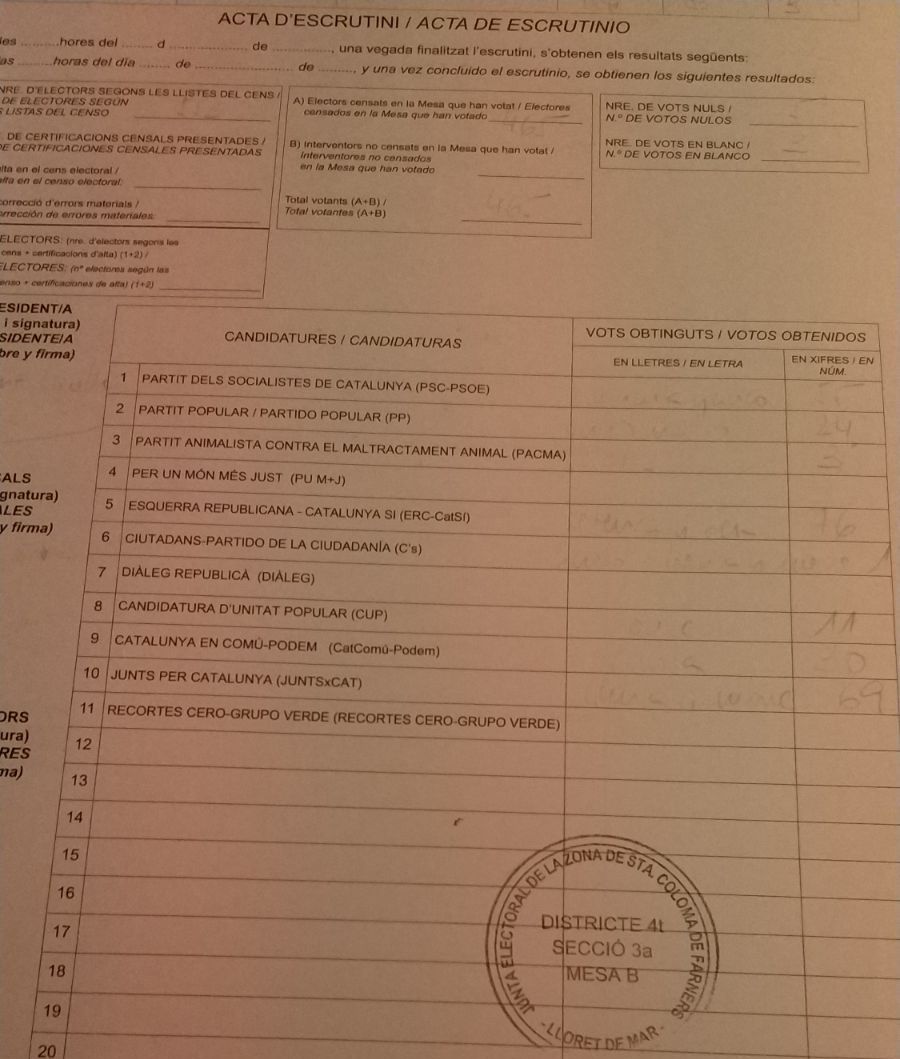 ACTA D'ESCRUTINI / ACTA DE ESCRUTINIO
les ......... hores del ........ d .................... de ..............., una vegada finalitzat l'escrutini, s'obtenen els resultats següents:
as ......... horas del día ........ de ......................... de .........., y una vez concluido el escrutinio, se obtienen los siguientes resultados:
NRE. D'ELECTORS SEGONS LES LLISTES DEL CENS /
DE ELECTORES SEGÚN
S LISTAS DEL CENSO
DE CERTIFICACIONS CENSALS PRESENTADES /
DE CERTIFICACIONES CENSALES PRESENTADAS
lta en el cens electoral /
alta en el censo electoral:
correcció d'errors materials /
orrección de errores materiales:
ELECTORS: (nre. d'electors segons les
cens + certificacions d'alta) (1+2) /
ELECTORES: (nº electores según las
enso + certificaciones de alta) (1+2)
A) Electors censats en la Mesa que han votat / Electores
censados en la Mesa que han votado 465
B) Interventors no censats en la Mesa que han votat /
Interventores no censados
en la Mesa que han votado
Total votants (A+B) /
Total votantes (A+B) 465
NRE. DE VOTS NULS /
N.º DE VOTOS NULOS
NRE. DE VOTS EN BLANC /
N.º DE VOTOS EN BLANCO
ESIDENT/A
i signatura)
SIDENTE/A
bre y firma)
ALS
gnatura)
ALES
y firma)
ORS
ura)
RES
ma)
CANDIDATURES / CANDIDATURAS
VOTS OBTINGUTS / VOTOS OBTENIDOS
EN LLETRES / EN LETRA
EN XIFRES / EN
NÚM.
1 PARTIT DELS SOCIALISTES DE CATALUNYA (PSC-PSOE)
2 PARTIT POPULAR / PARTIDO POPULAR (PP) 24
3 PARTIT ANIMALISTA CONTRA EL MALTRACTAMENT ANIMAL (PACMA) 3
4 PER UN MÓN MÉS JUST (PU M+J)
5 ESQUERRA REPUBLICANA - CATALUNYA SI (ERC-CatSí) 76
6 CIUTADANS-PARTIDO DE LA CIUDADANÍA (C's)
7 DIÀLEG REPUBLICÀ (DIÀLEG)
8 CANDIDATURA D'UNITAT POPULAR (CUP) 11
9 CATALUNYA EN COMÚ-PODEM (CatComú-Podem) 0
10 JUNTS PER CATALUNYA (JUNTSxCAT) 69
11 RECORTES CERO-GRUPO VERDE (RECORTES CERO-GRUPO VERDE)
12
13
14
15
16
17
18
19
20
JUNTA ELECTORAL DE LA ZONA DE STA. COLOMA DE FARNERS
DISTRICTE 4t
SECCIÓ 3a
MESA B
- LLORET DE MAR -